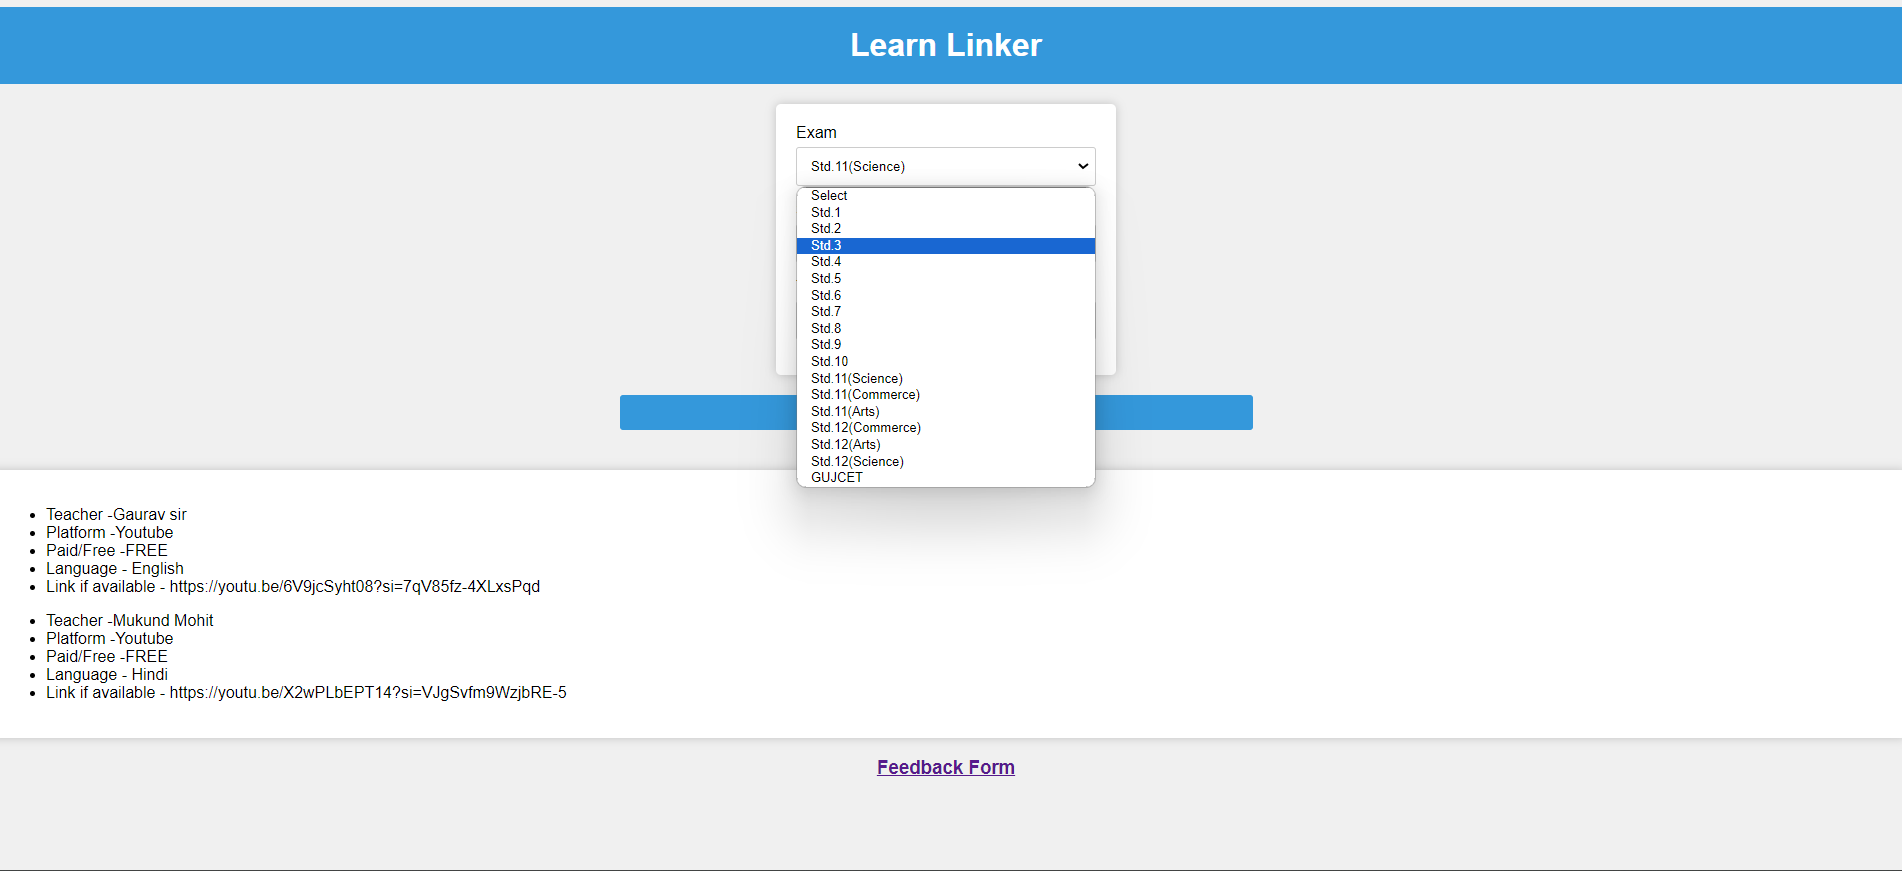 Learn Linker
Exam
Std.11(Science)
Select
Std.1
Std.2
Std.3
Std.4
Std.5
Std.6
Std.7
Std.8
Std.9
Std.10
Std.11(Science)
Std.11(Commerce)
Std.11(Arts)
Std.12(Commerce)
Std.12(Arts)
Std.12(Science)
GUJCET
Teacher -Gaurav sir
Platform -Youtube
Paid/Free -FREE
Language - English
Link if available - https://youtu.be/6V9jcSyht08?si=7qV85fz-4XLxsPqd
Teacher -Mukund Mohit
Platform -Youtube
Paid/Free -FREE
Language - Hindi
Link if available - https://youtu.be/X2wPLbEPT14?si=VJgSvfm9WzjbRE-5
Feedback Form